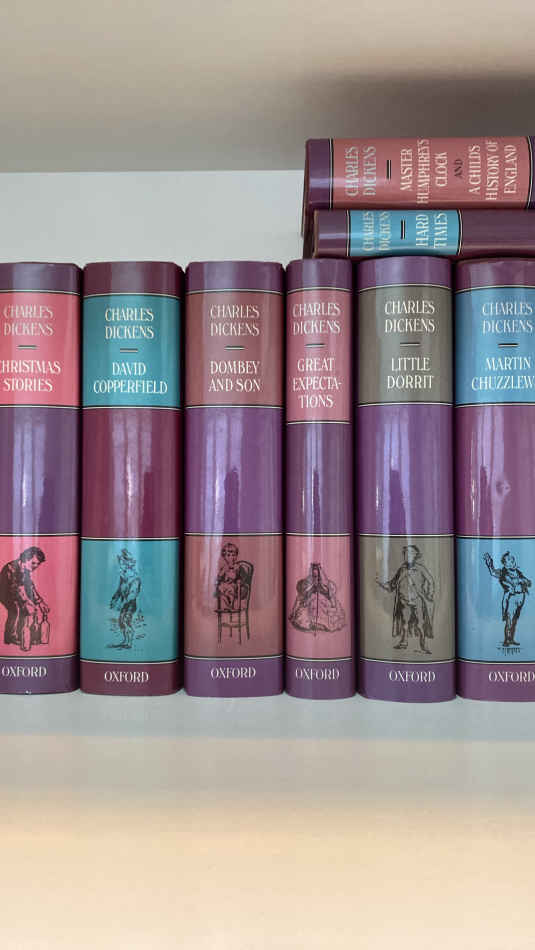 CHARLES
DICKENS
MASTER
HUMPHREY'S
CLOCK
AND
A CHILD'S
HISTORY OF
ENGLAND
CHARLES
DICKENS
HARD
TIMES
CHARLES
DICKENS
CHRISTMAS
STORIES
OXFORD
CHARLES
DICKENS
DAVID
COPPERFIELD
OXFORD
CHARLES
DICKENS
DOMBEY
AND SON
OXFORD
CHARLES
DICKENS
GREAT
EXPECTA-
TIONS
OXFORD
CHARLES
DICKENS
LITTLE
DORRIT
OXFORD
CHARLES
DICKENS
MARTIN
CHUZZLEW
OXFORD